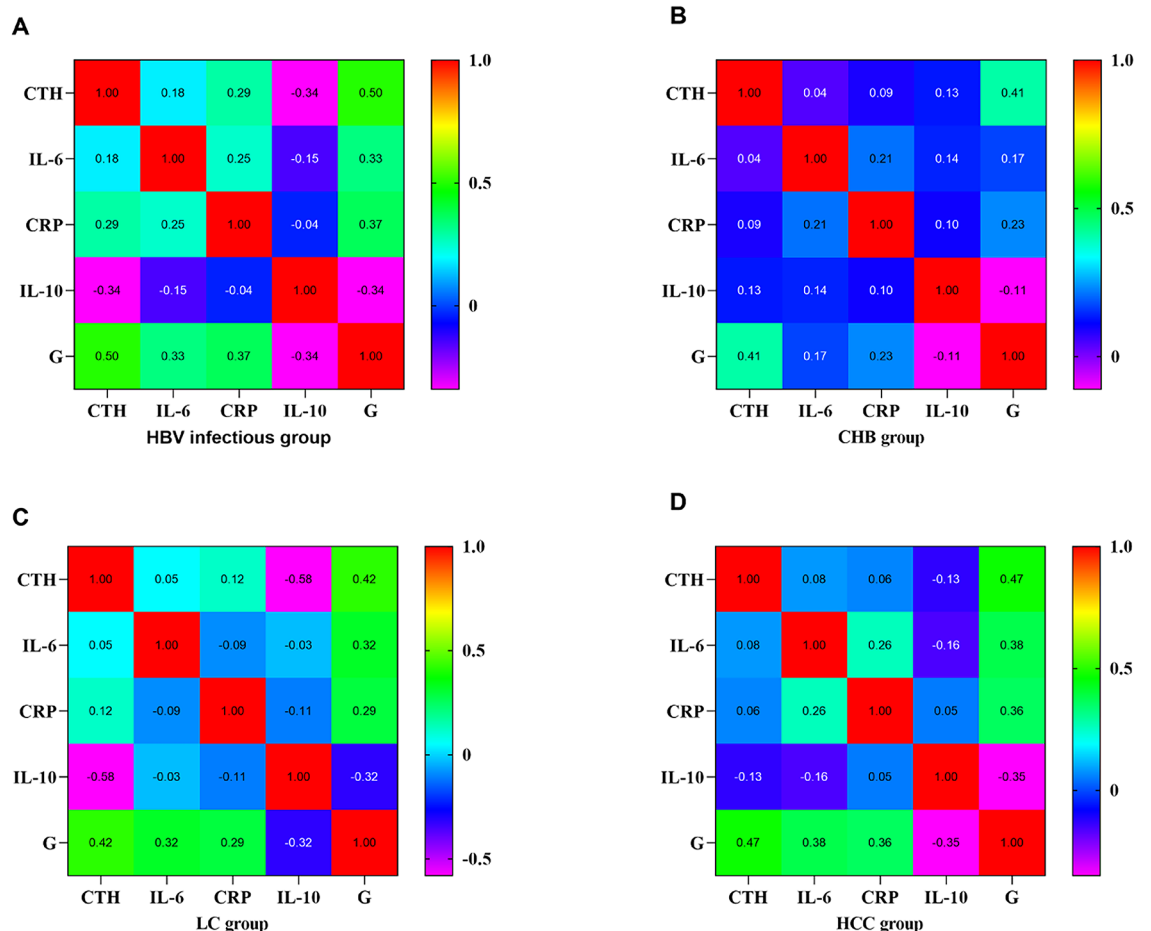 A
CTH 1.00 0.18 0.29 -0.34 0.50
IL-6 0.18 1.00 0.25 -0.15 0.33
CRP 0.29 0.25 1.00 -0.04 0.37
IL-10 -0.34 -0.15 -0.04 1.00 -0.34
G 0.50 0.33 0.37 -0.34 1.00
CTH IL-6 CRP IL-10 G
HBV infectious group
1.0
0.5
0
B
CTH 1.00 0.04 0.09 0.13 0.41
IL-6 0.04 1.00 0.21 0.14 0.17
CRP 0.09 0.21 1.00 0.10 0.23
IL-10 0.13 0.14 0.10 1.00 -0.11
G 0.41 0.17 0.23 -0.11 1.00
CTH IL-6 CRP IL-10 G
CHB group
1.0
0.5
0
C
CTH 1.00 0.05 0.12 -0.58 0.42
IL-6 0.05 1.00 -0.09 -0.03 0.32
CRP 0.12 -0.09 1.00 -0.11 0.29
IL-10 -0.58 -0.03 -0.11 1.00 -0.32
G 0.42 0.32 0.29 -0.32 1.00
CTH IL-6 CRP IL-10 G
LC group
1.0
0.5
0
-0.5
D
CTH 1.00 0.08 0.06 -0.13 0.47
IL-6 0.08 1.00 0.26 -0.16 0.38
CRP 0.06 0.26 1.00 0.05 0.36
IL-10 -0.13 -0.16 0.05 1.00 -0.35
G 0.47 0.38 0.36 -0.35 1.00
CTH IL-6 CRP IL-10 G
HCC group
1.0
0.5
0